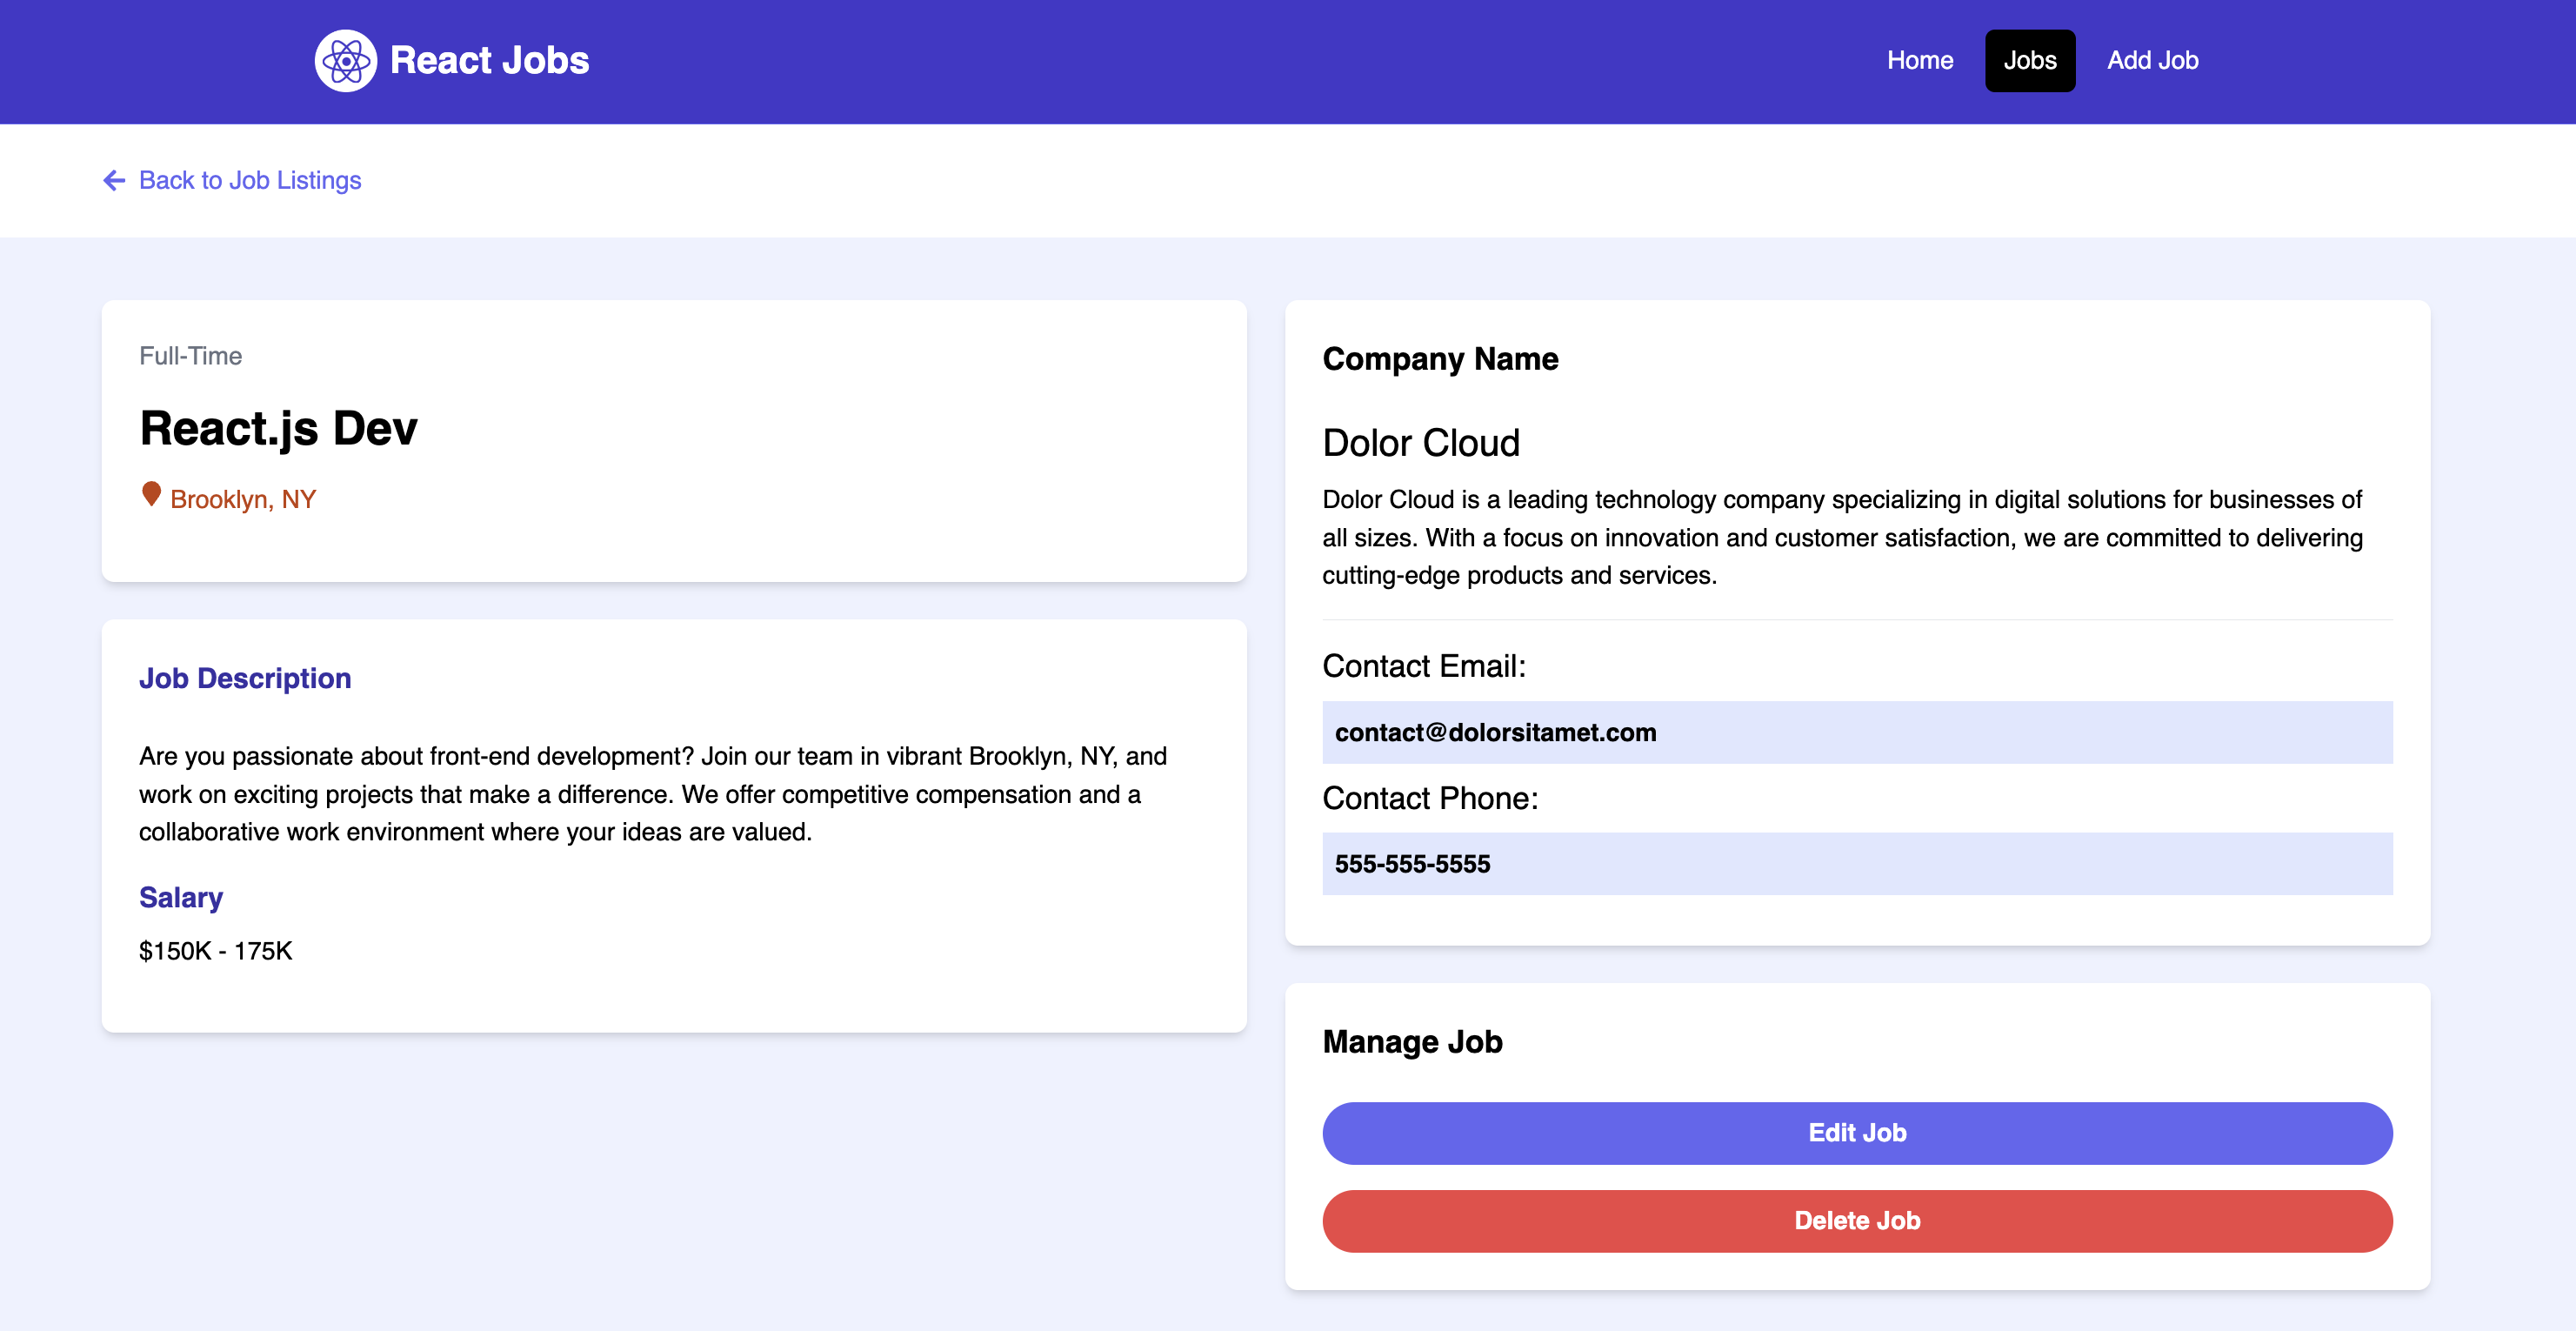 React Jobs
Home
Jobs
Add Job
Back to Job Listings
Full-Time
React.js Dev
Brooklyn, NY
Job Description
Are you passionate about front-end development? Join our team in vibrant Brooklyn, NY, and
work on exciting projects that make a difference. We offer competitive compensation and a
collaborative work environment where your ideas are valued.
Salary
$150K - 175K
Company Name
Dolor Cloud
Dolor Cloud is a leading technology company specializing in digital solutions for businesses of
all sizes. With a focus on innovation and customer satisfaction, we are committed to delivering
cutting-edge products and services.
Contact Email:
contact@dolorsitamet.com
Contact Phone:
555-555-5555
Manage Job
Edit Job
Delete Job